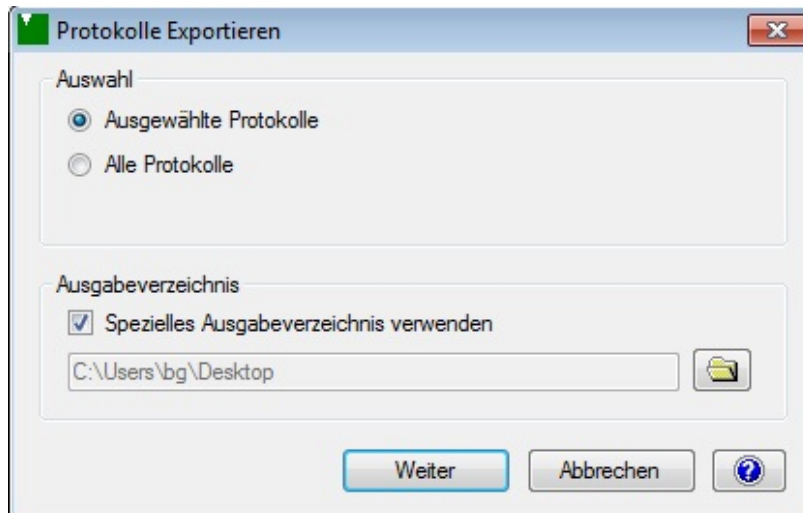 Protokolle Exportieren
Auswahl
Ausgewählte Protokolle
Alle Protokolle
Ausgabeverzeichnis
Spezielles Ausgabeverzeichnis verwenden
C:\Users\bg\Desktop
Weiter
Abbrechen
?